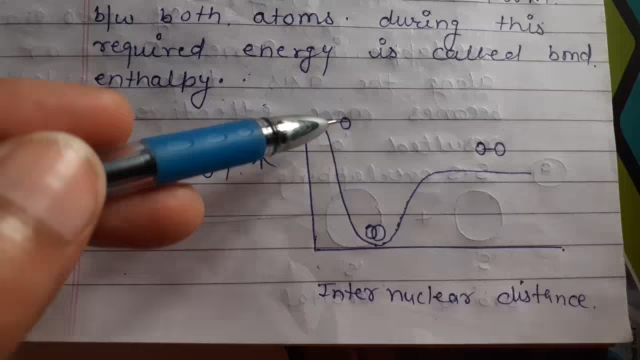 b/w both atoms. during this
required energy is called bond
enthalpy.
Inter nuclear distance.